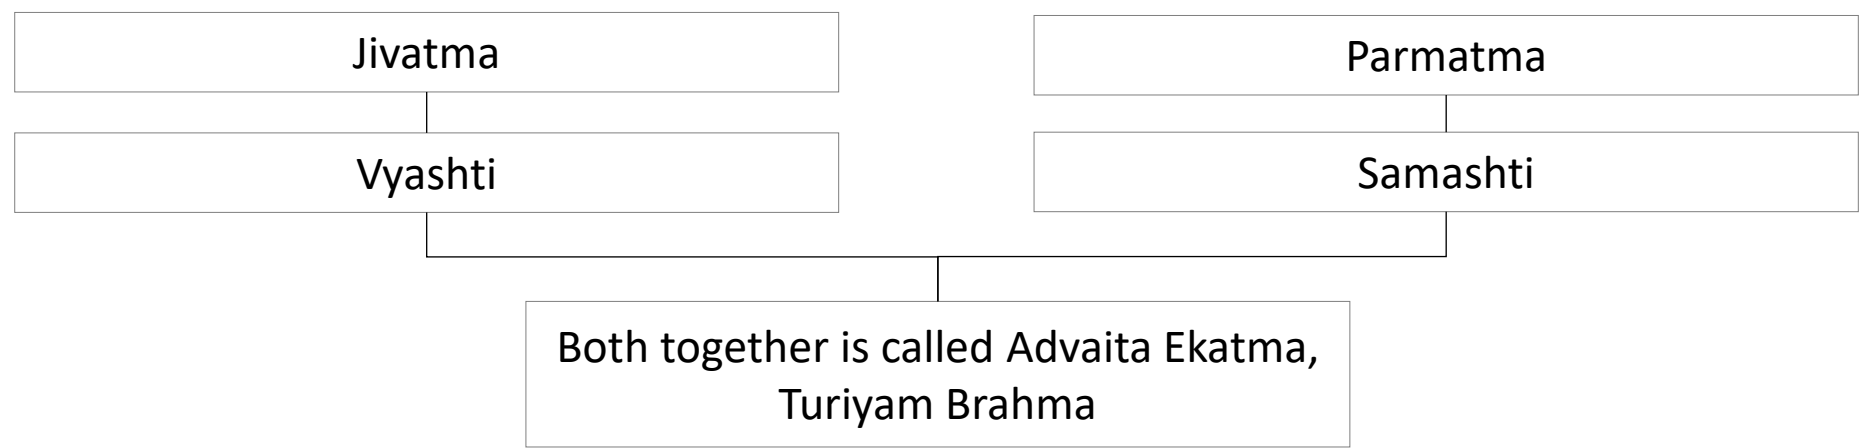 Jivatma
Parmatma
Vyashti
Samashti
Both together is called Advaita Ekatma,
Turiyam Brahma